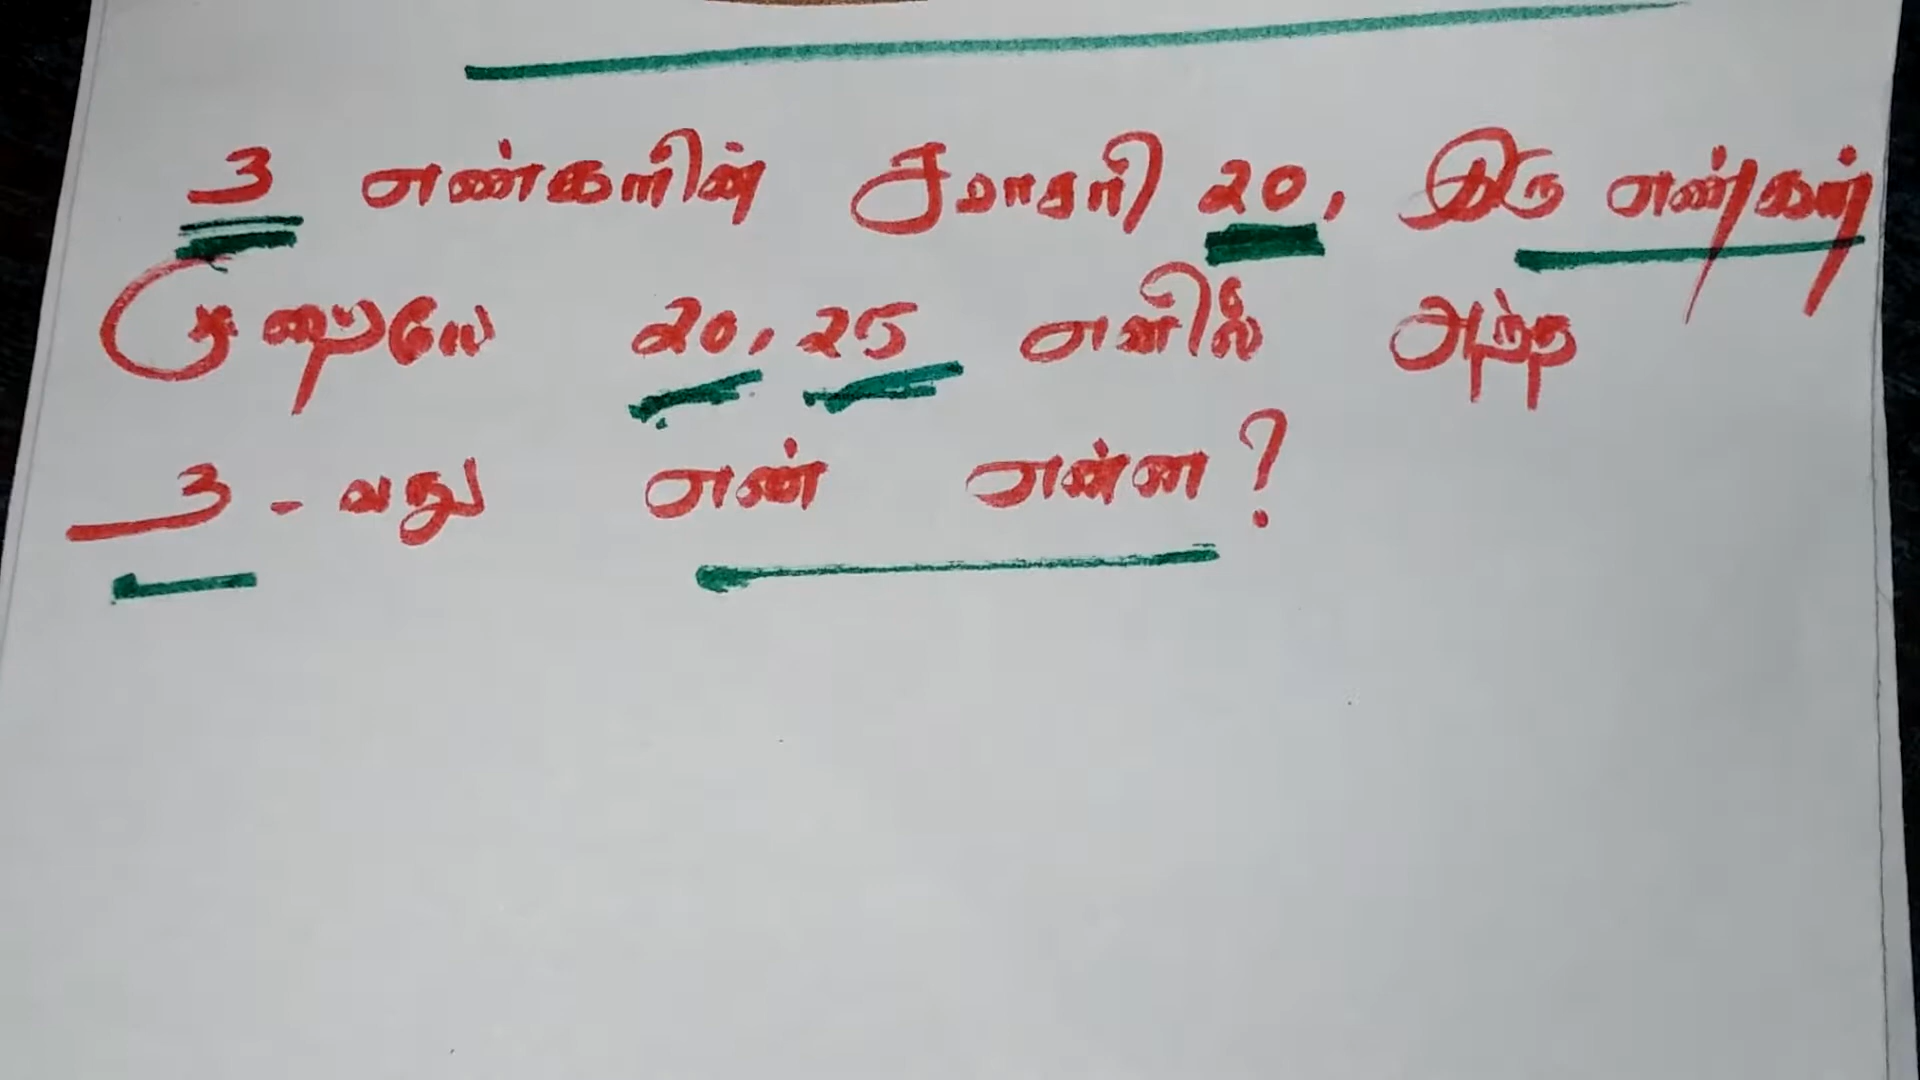 3 எண்களின் சராசரி 20, இரு எண்கள்
முறையே 20, 25 எனில் அந்த
3-வது எண் என்ன?